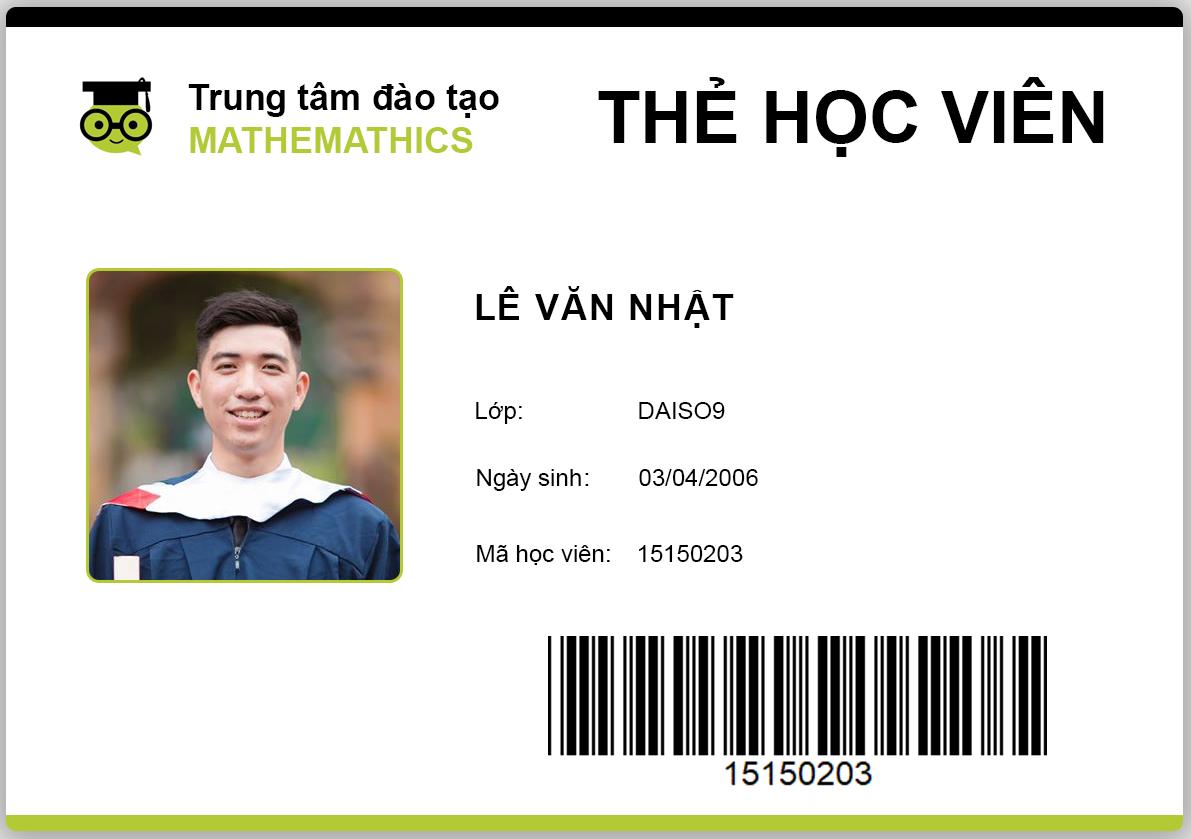 Trung tâm đào tạo
MATHEMATHICS
THẺ HỌC VIÊN
LÊ VĂN NHẬT
Lớp: DAISO9
Ngày sinh: 03/04/2006
Mã học viên: 15150203
15150203